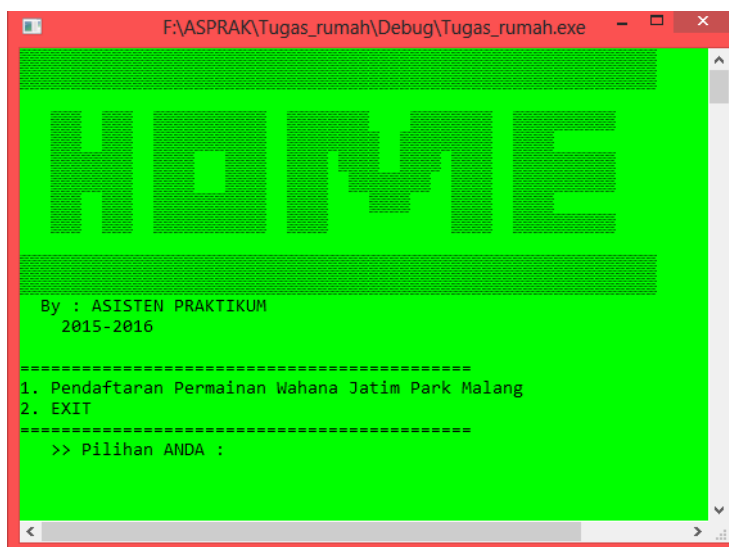 F:\ASPRAK\Tugas_rumah\Debug\Tugas_rumah.exe
HOME
By : ASISTEN PRAKTIKUM
2015-2016
============================================
1. Pendaftaran Permainan Wahana Jatim Park Malang
2. EXIT
============================================
>> Pilihan ANDA :